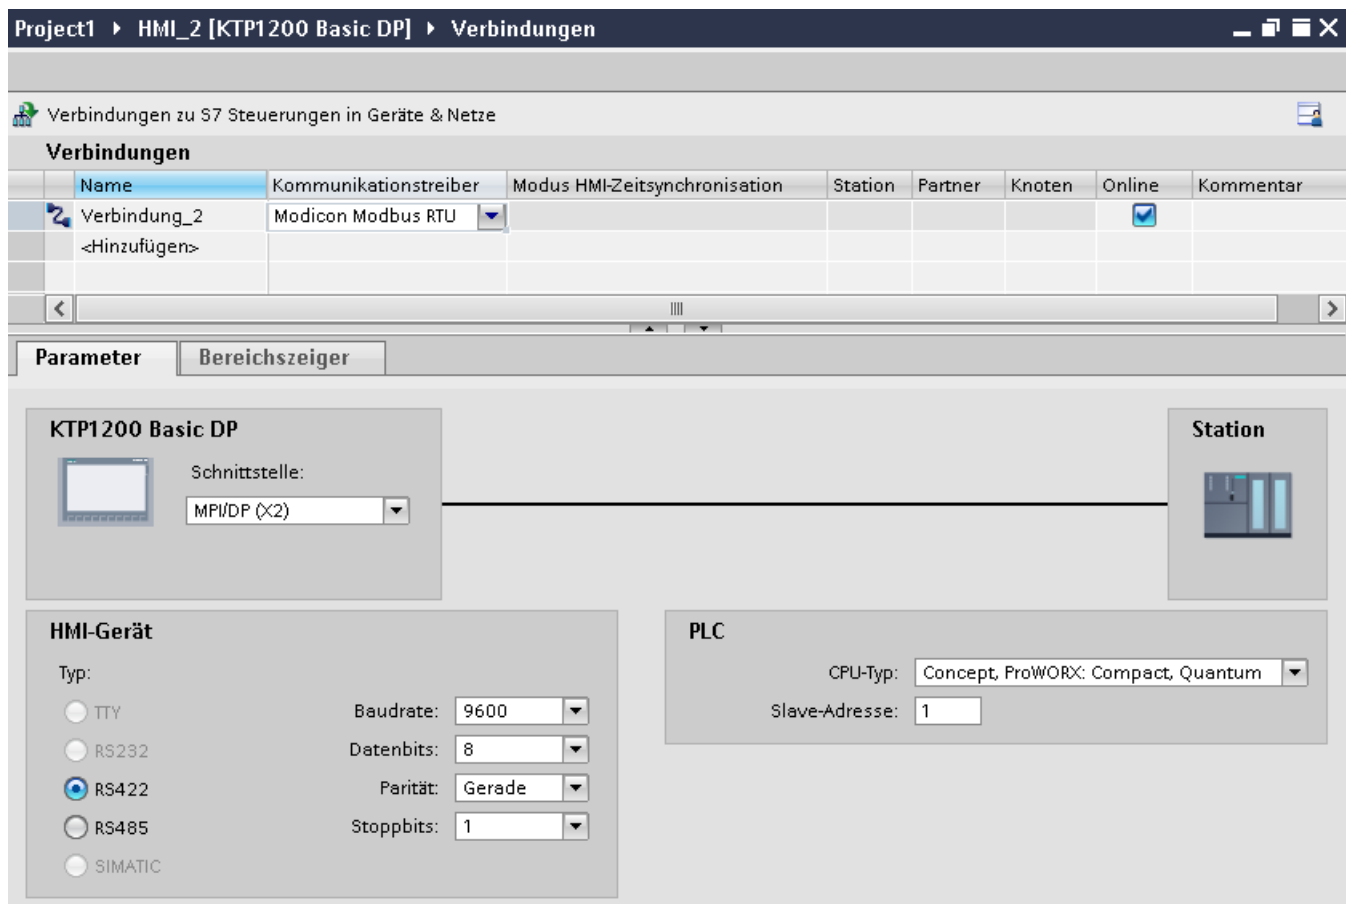 Project1 ▸ HMI_2 [KTP1200 Basic DP] ▸ Verbindungen
Verbindungen zu S7 Steuerungen in Geräte & Netze
Verbindungen
Name Kommunikationstreiber Modus HMI-Zeitsynchronisation Station Partner Knoten Online Kommentar
Verbindung_2 Modicon Modbus RTU
<Hinzufügen>
Parameter Bereichszeiger
KTP1200 Basic DP
Schnittstelle:
MPI/DP (X2)
Station
HMI-Gerät
Typ:
TTY
RS232
RS422
RS485
SIMATIC
Baudrate: 9600
Datenbits: 8
Parität: Gerade
Stoppbits: 1
PLC
CPU-Typ: Concept, ProWORX: Compact, Quantum
Slave-Adresse: 1